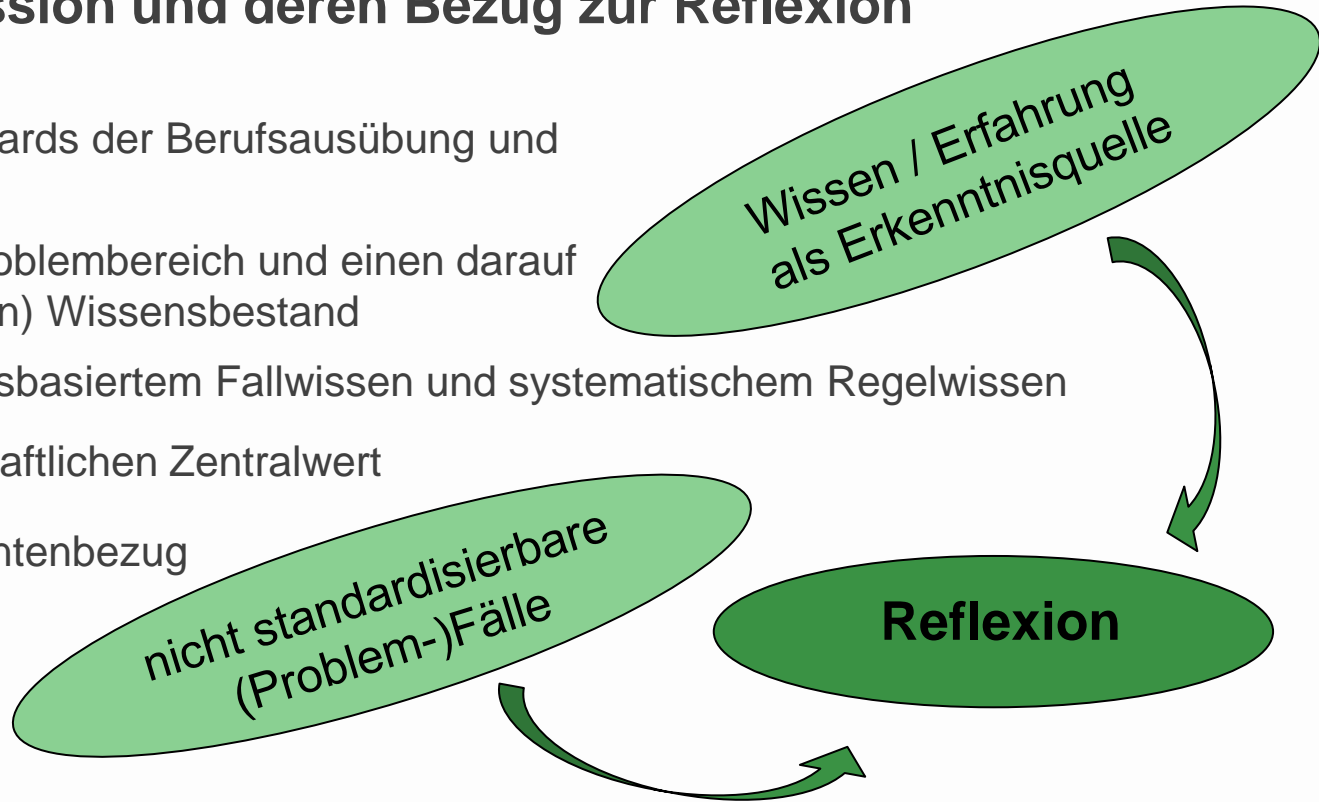 ssion und deren Bezug zur Reflexion
ards der Berufsausübung und
oblembereich und einen darauf
n) Wissensbestand
sbasiertem Fallwissen und systematischem Regelwissen
aftlichen Zentralwert
ntenbezug
Wissen / Erfahrung
als Erkenntnisquelle
nicht standardisierbare
(Problem-)Fälle
Reflexion